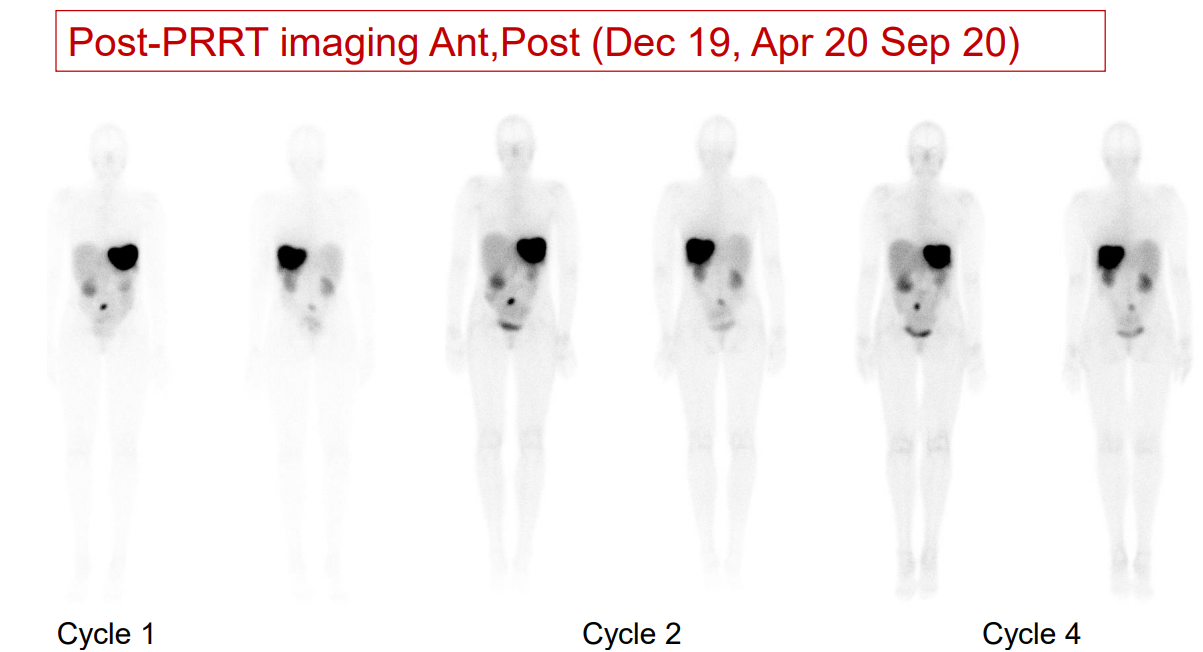 Post-PRRT imaging Ant,Post (Dec 19, Apr 20 Sep 20)
Cycle 1
Cycle 2
Cycle 4